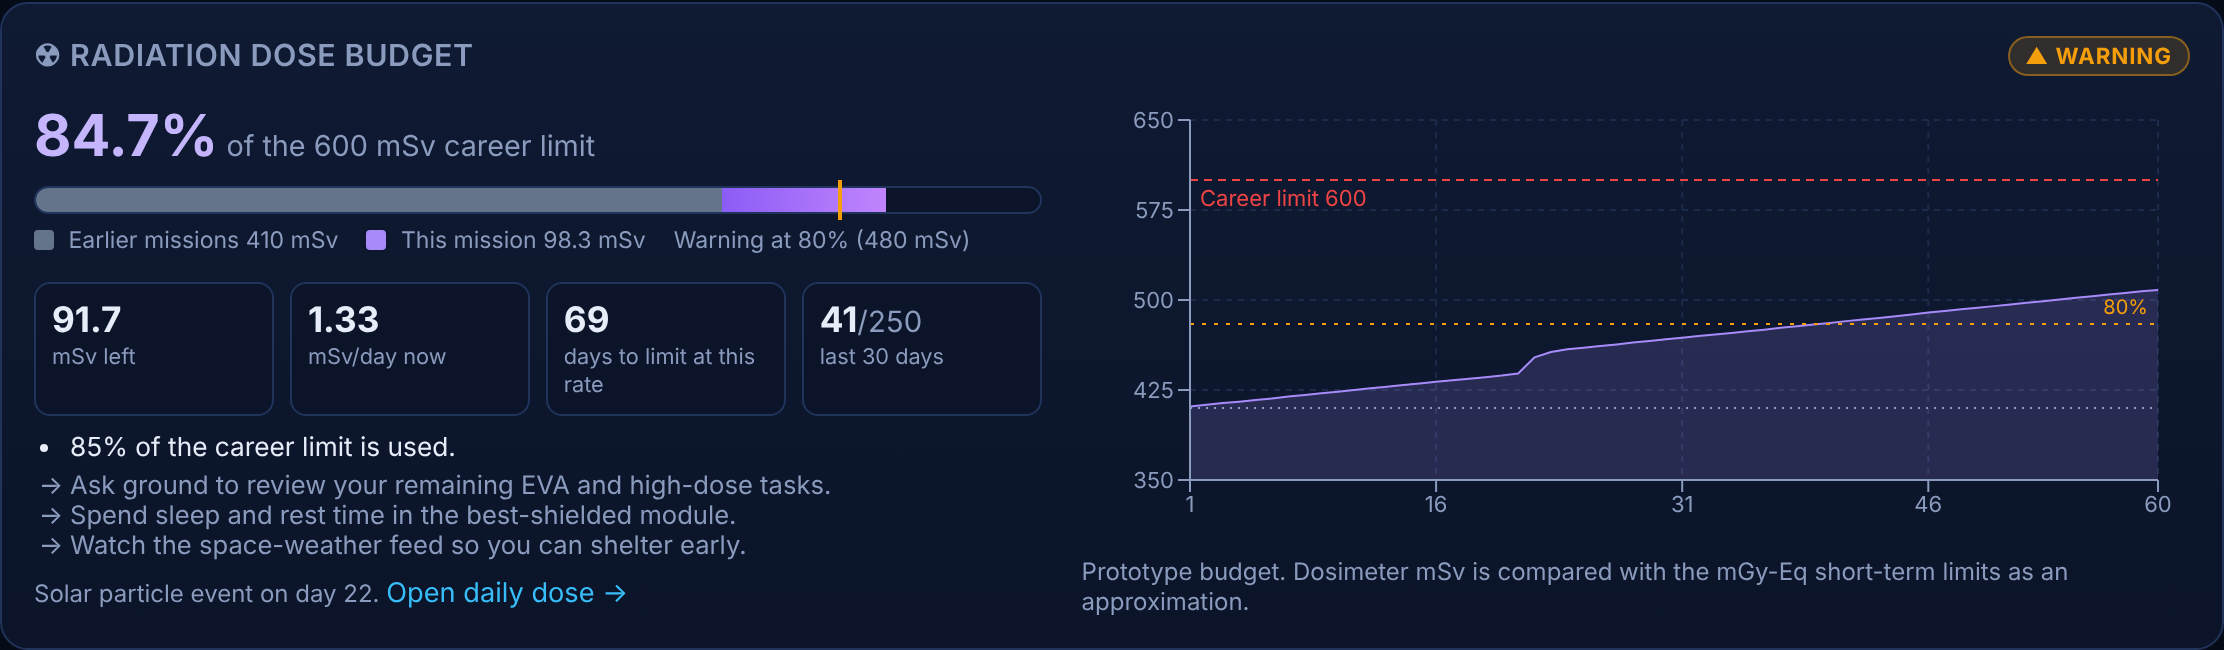 ☢ RADIATION DOSE BUDGET
▲ WARNING
84.7% of the 600 mSv career limit
Earlier missions 410 mSv This mission 98.3 mSv Warning at 80% (480 mSv)
91.7
mSv left
1.33
mSv/day now
69
days to limit at this
rate
41/250
last 30 days
• 85% of the career limit is used.
→ Ask ground to review your remaining EVA and high-dose tasks.
→ Spend sleep and rest time in the best-shielded module.
→ Watch the space-weather feed so you can shelter early.
Solar particle event on day 22. Open daily dose →
650
Career limit 600
575
500
80%
425
350
1 16 31 46 60
Prototype budget. Dosimeter mSv is compared with the mGy-Eq short-term limits as an
approximation.